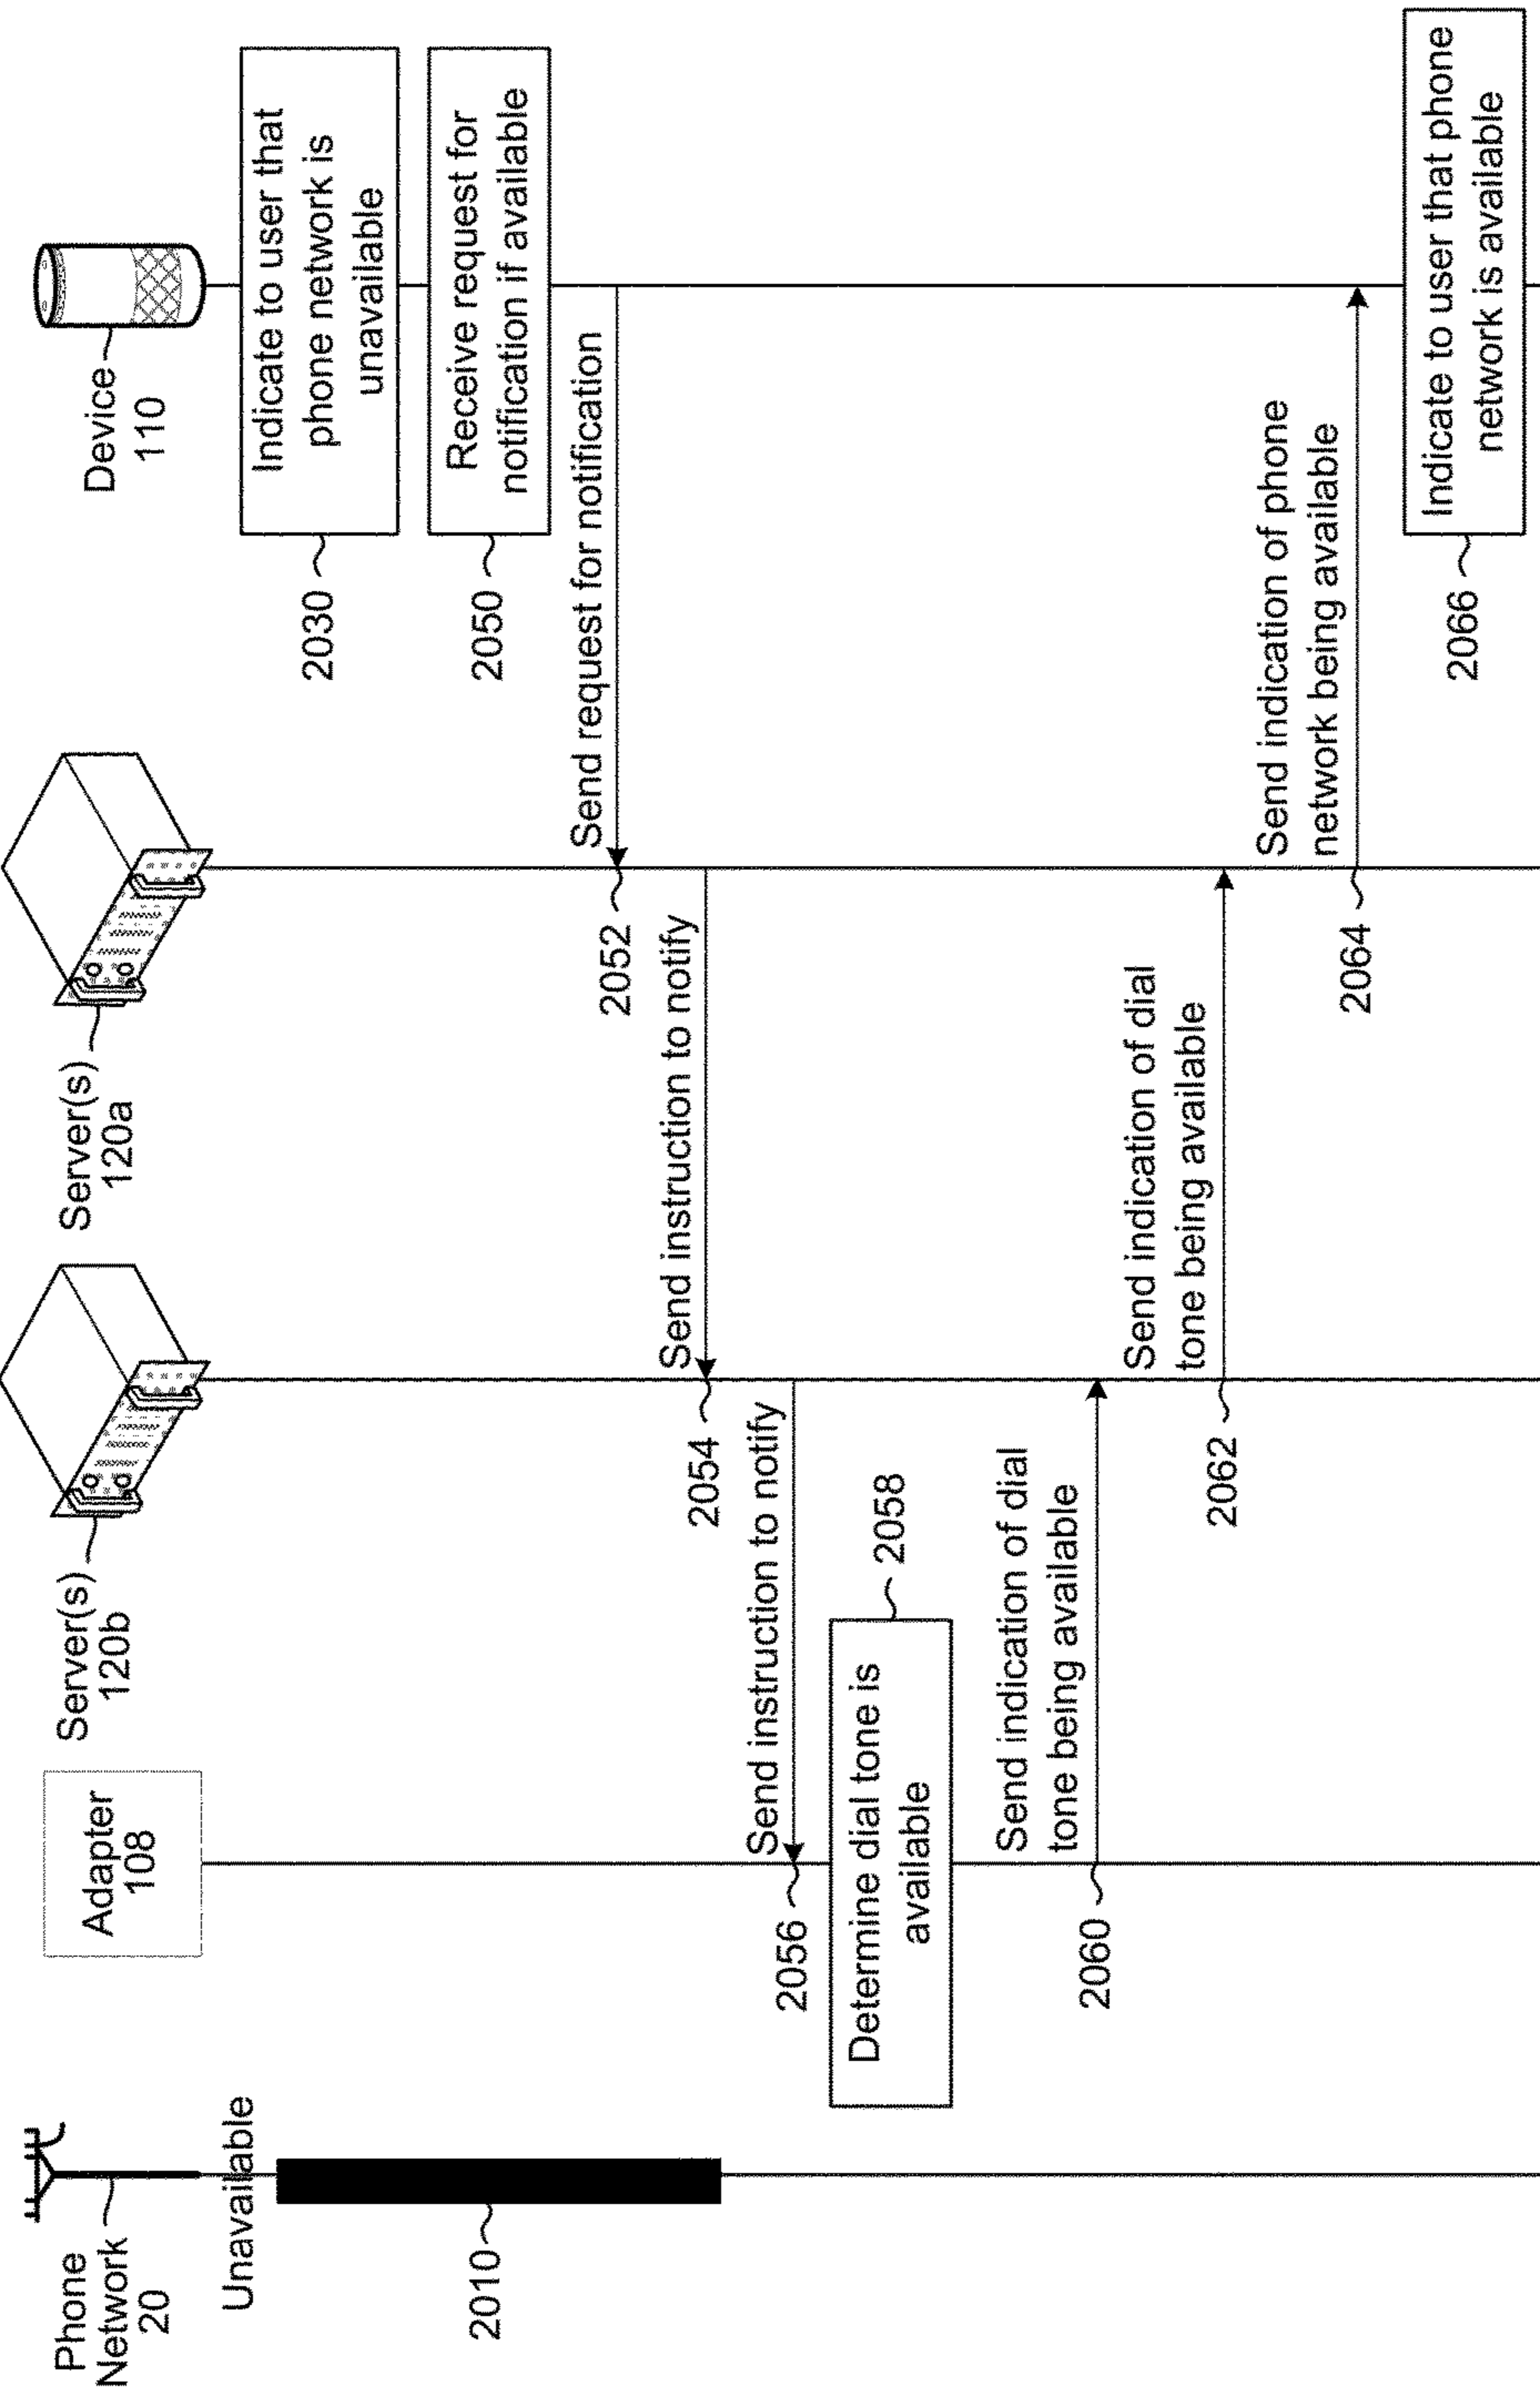 Phone
Network
20
Adapter
108
Server(s)
120b
Server(s)
120a
Device
110
Unavailable
2010
Indicate to user that
phone network is
unavailable
2030
Receive request for
notification if available
2050
Send request for notification
2052
Send instruction to notify
2054
Send instruction to notify
2056
Determine dial tone is
available
2058
Send indication of dial
tone being available
2060
Send indication of dial
tone being available
2062
Send indication of phone
network being available
2064
Indicate to user that phone
network is available
2066